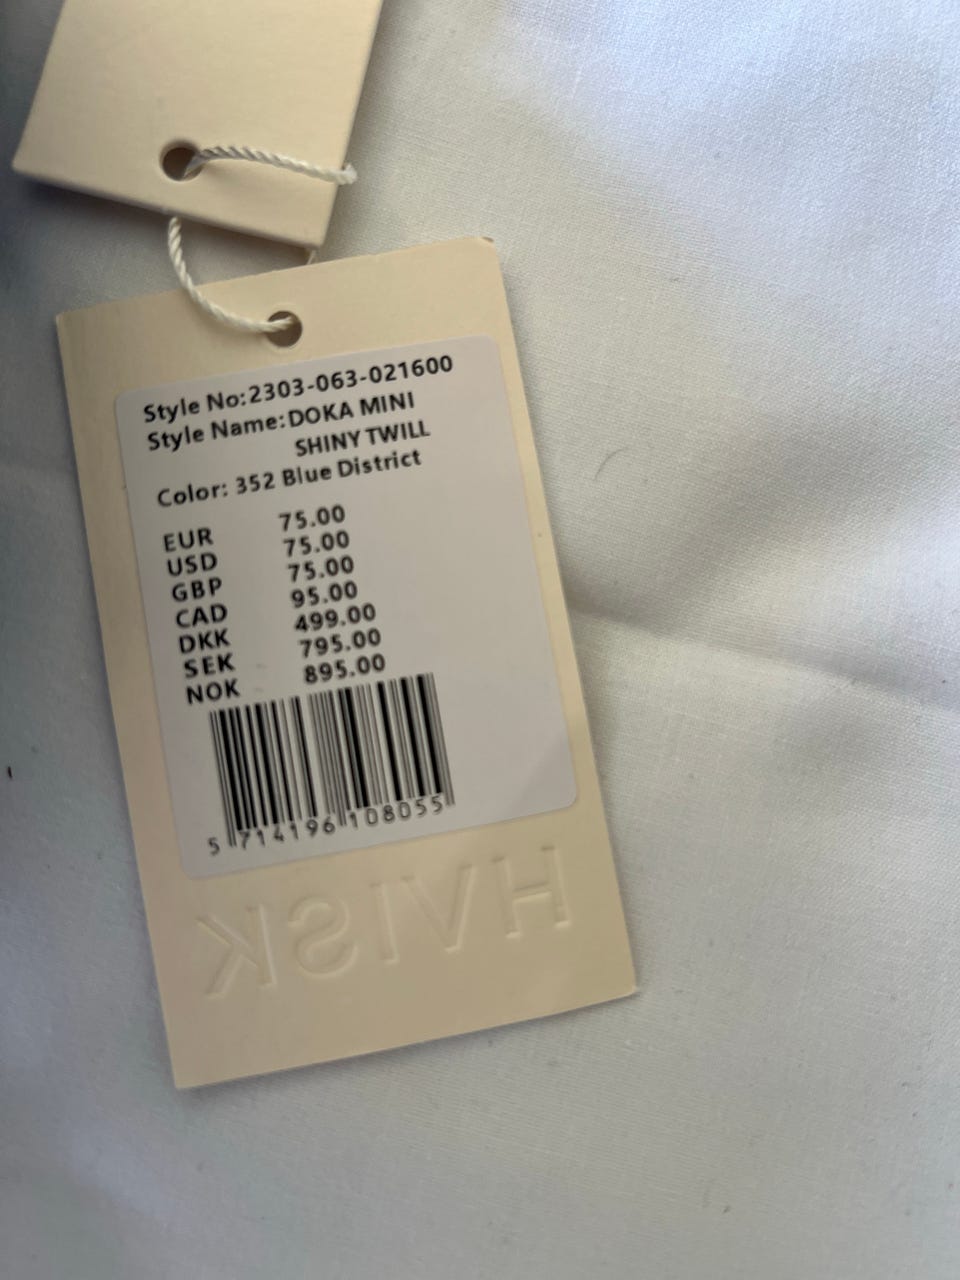 Style No:2303-063-021600
Style Name:DOKA MINI
SHINY TWILL
Color: 352 Blue District
EUR 75.00
USD 75.00
GBP 75.00
CAD 95.00
DKK 499.00
SEK 795.00
NOK 895.00
5 714196 108055
HVISK